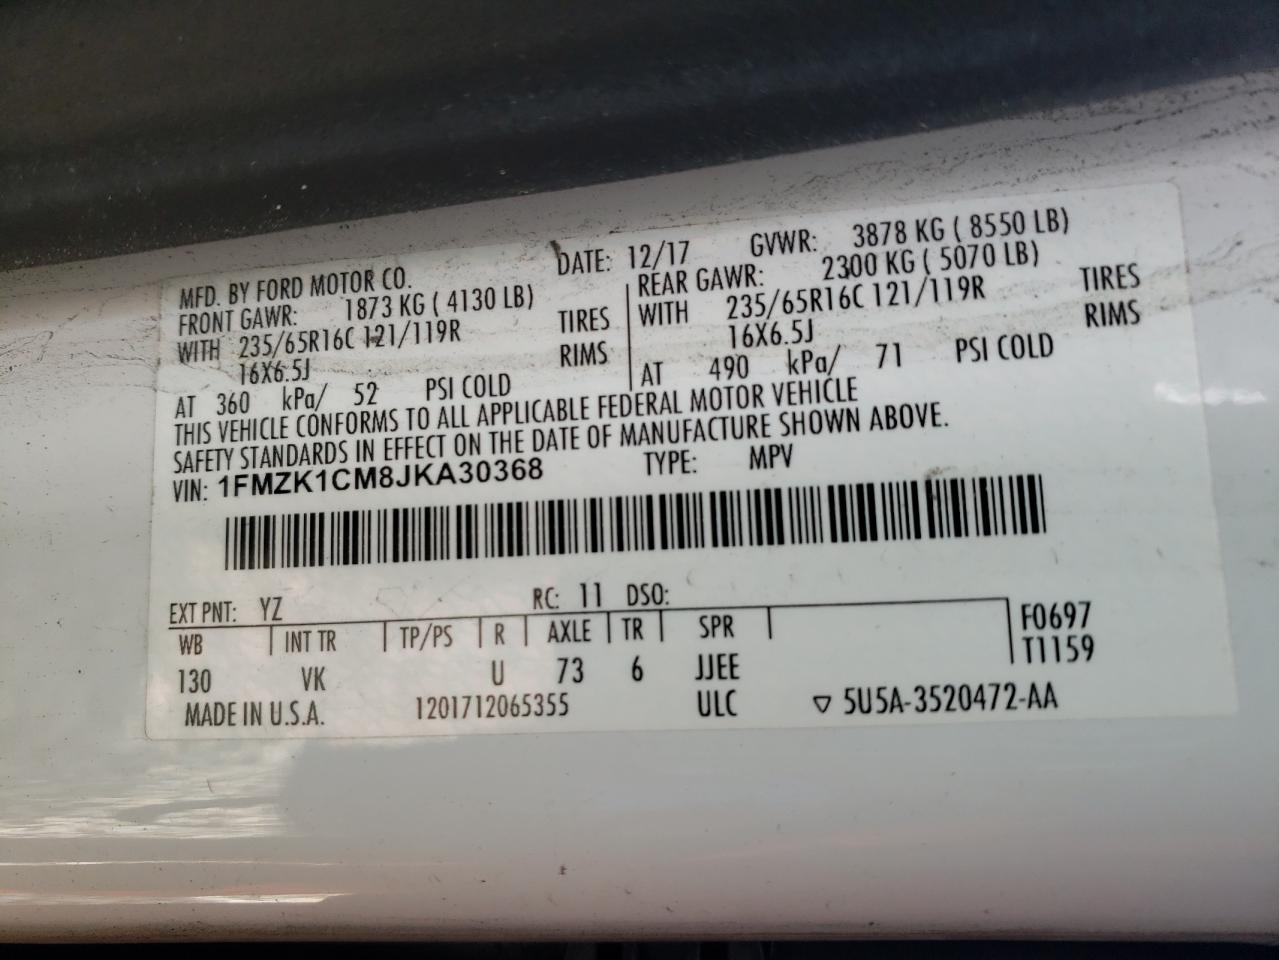 MFD. BY FORD MOTOR CO. DATE: 12/17 GVWR: 3878 KG ( 8550 LB)
FRONT GAWR: 1873 KG ( 4130 LB)
WITH 235/65R16C 121/119R TIRES
16X6.5J RIMS
AT 360 kPa/ 52 PSI COLD
REAR GAWR: 2300 KG ( 5070 LB)
WITH 235/65R16C 121/119R TIRES
16X6.5J RIMS
AT 490 kPa/ 71 PSI COLD
THIS VEHICLE CONFORMS TO ALL APPLICABLE FEDERAL MOTOR VEHICLE
SAFETY STANDARDS IN EFFECT ON THE DATE OF MANUFACTURE SHOWN ABOVE.
VIN: 1FMZK1CM8JKA30368 TYPE: MPV
EXT PNT: YZ RC: 11 DSO:
WB INT TR TP/PS R AXLE TR SPR F0697
T1159
130 VK U 73 6 JJEE
MADE IN U.S.A. 1201712065355 ULC ▽ 5U5A-3520472-AA